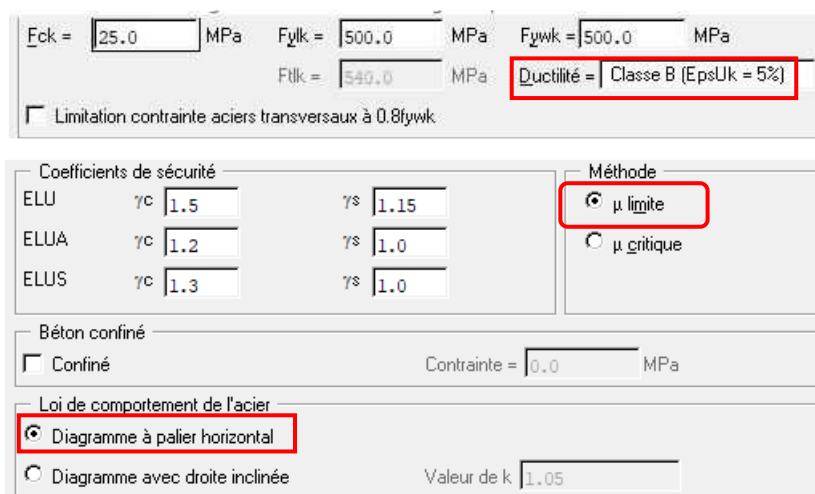 Fck = 25.0 MPa Fylk = 500.0 MPa Fywk = 500.0 MPa
Ftlk = 540.0 MPa Ductilité = Classe B (EpsUk = 5%)
Limitation contrainte aciers transversaux à 0.8fywk
Coefficients de sécurité Méthode
ELU γc 1.5 γs 1.15 µ limite
ELUA γc 1.2 γs 1.0 µ critique
ELUS γc 1.3 γs 1.0
Béton confiné
Confiné Contrainte = 0.0 MPa
Loi de comportement de l'acier
Diagramme à palier horizontal
Diagramme avec droite inclinée Valeur de k 1.05